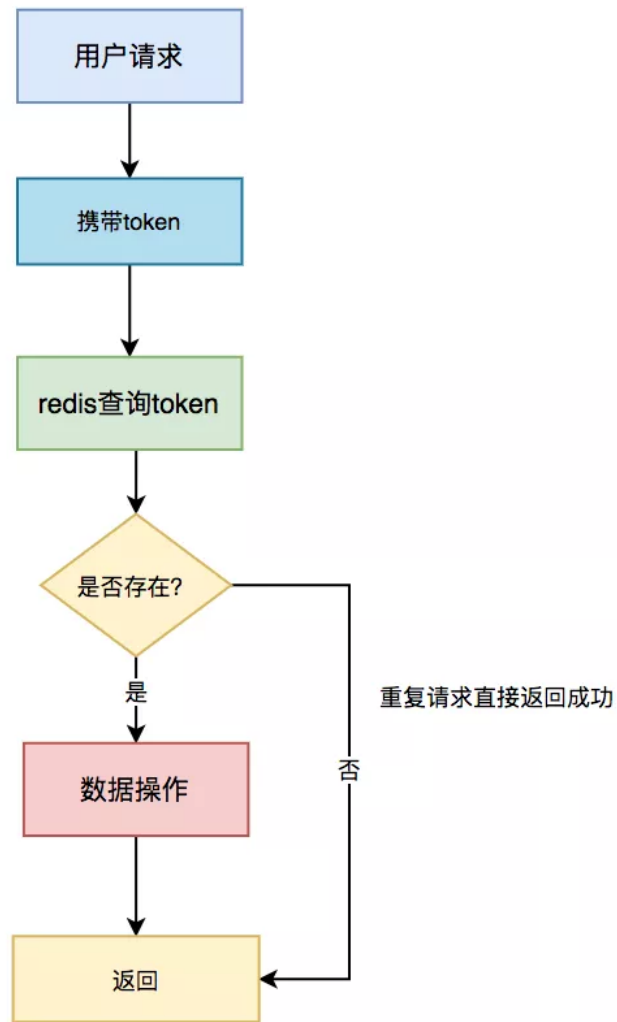 用户请求
携带token
redis查询token
是否存在?
是
重复请求直接返回成功
否
数据操作
返回